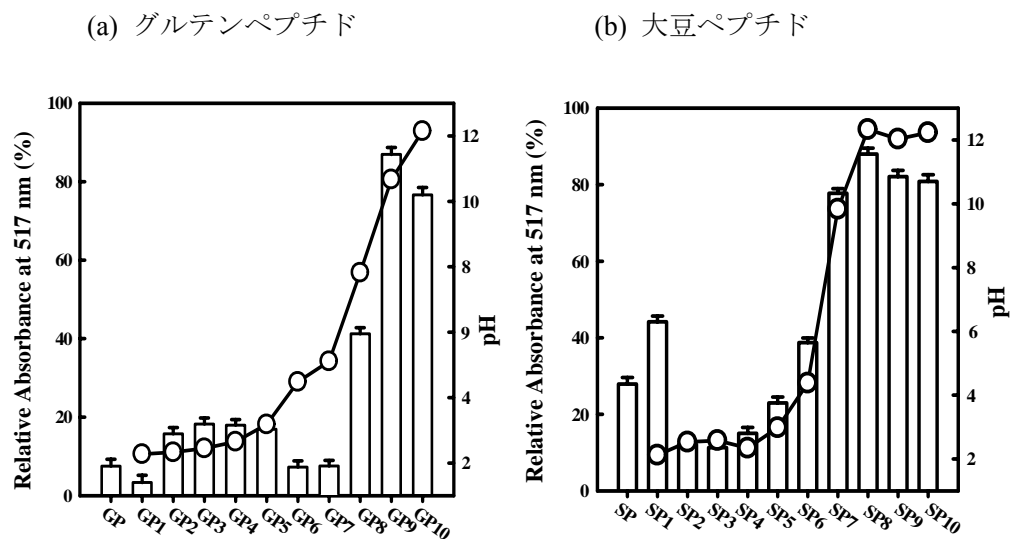 (a) グルテンペプチド
(b) 大豆ペプチド
Relative Absorbance at 517 nm (%)
100
80
60
40
20
0
12
10
8
9
4
2
pH
GP
GP1
GP2
GP3
GP4
GP5
GP6
GP7
GP8
GP9
GP10
Relative Absorbance at 517 nm (%)
100
80
60
40
20
0
12
10
8
6
4
2
pH
SP
SP1
SP2
SP3
SP4
SP5
SP6
SP7
SP8
SP9
SP10